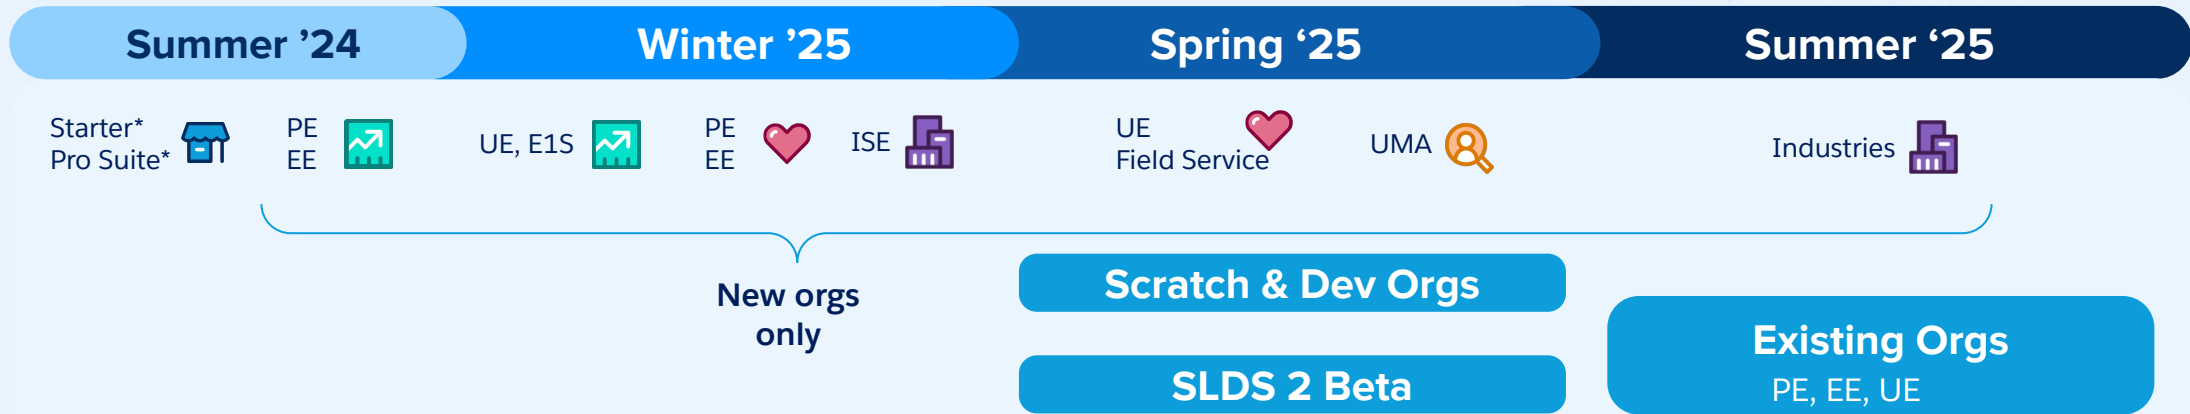 Summer ’24
Winter ’25
Spring ‘25
Summer ‘25
Starter*
Pro Suite*
PE
EE
UE, E1S
PE
EE
ISE
UE
Field Service
UMA
Industries
New orgs
only
Scratch & Dev Orgs
SLDS 2 Beta
Existing Orgs
PE, EE, UE